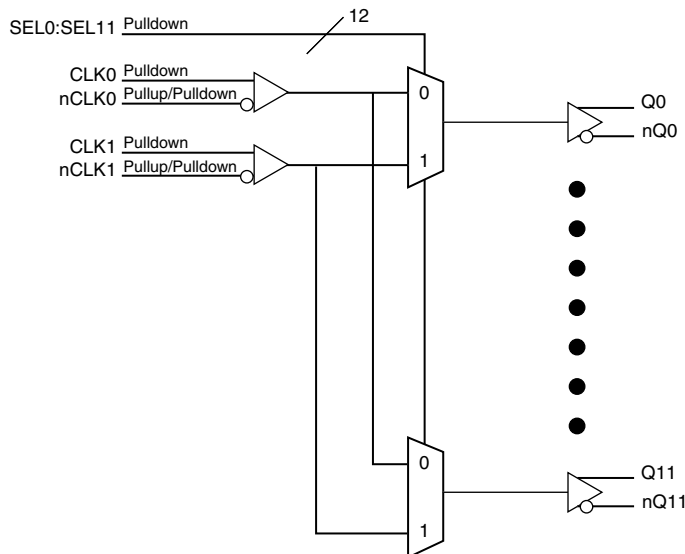 12
SEL0:SEL11 Pulldown
CLK0 Pulldown
nCLK0 Pullup/Pulldown
0
Q0
nQ0
CLK1 Pulldown
nCLK1 Pullup/Pulldown
1
0
Q11
nQ11
1